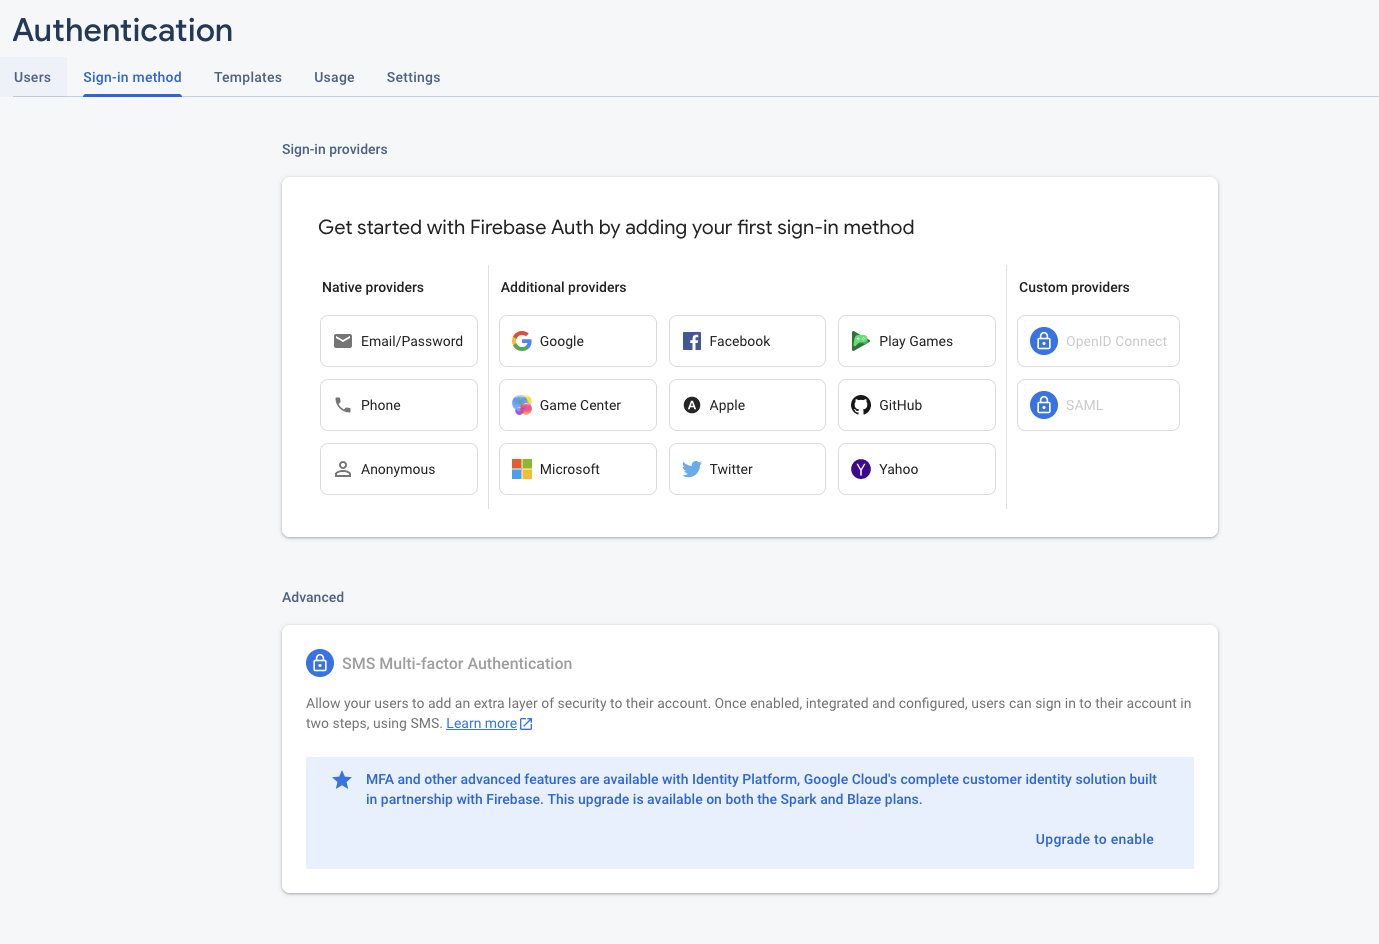 Authentication
Users
Sign-in method
Templates
Usage
Settings
Sign-in providers
Get started with Firebase Auth by adding your first sign-in method
Native providers
Additional providers
Custom providers
Email/Password
Google
Facebook
Play Games
OpenID Connect
Phone
Game Center
Apple
GitHub
SAML
Anonymous
Microsoft
Twitter
Yahoo
Advanced
SMS Multi-factor Authentication
Allow your users to add an extra layer of security to their account. Once enabled, integrated and configured, users can sign in to their account in
two steps, using SMS. Learn more
MFA and other advanced features are available with Identity Platform, Google Cloud's complete customer identity solution built
in partnership with Firebase. This upgrade is available on both the Spark and Blaze plans.
Upgrade to enable